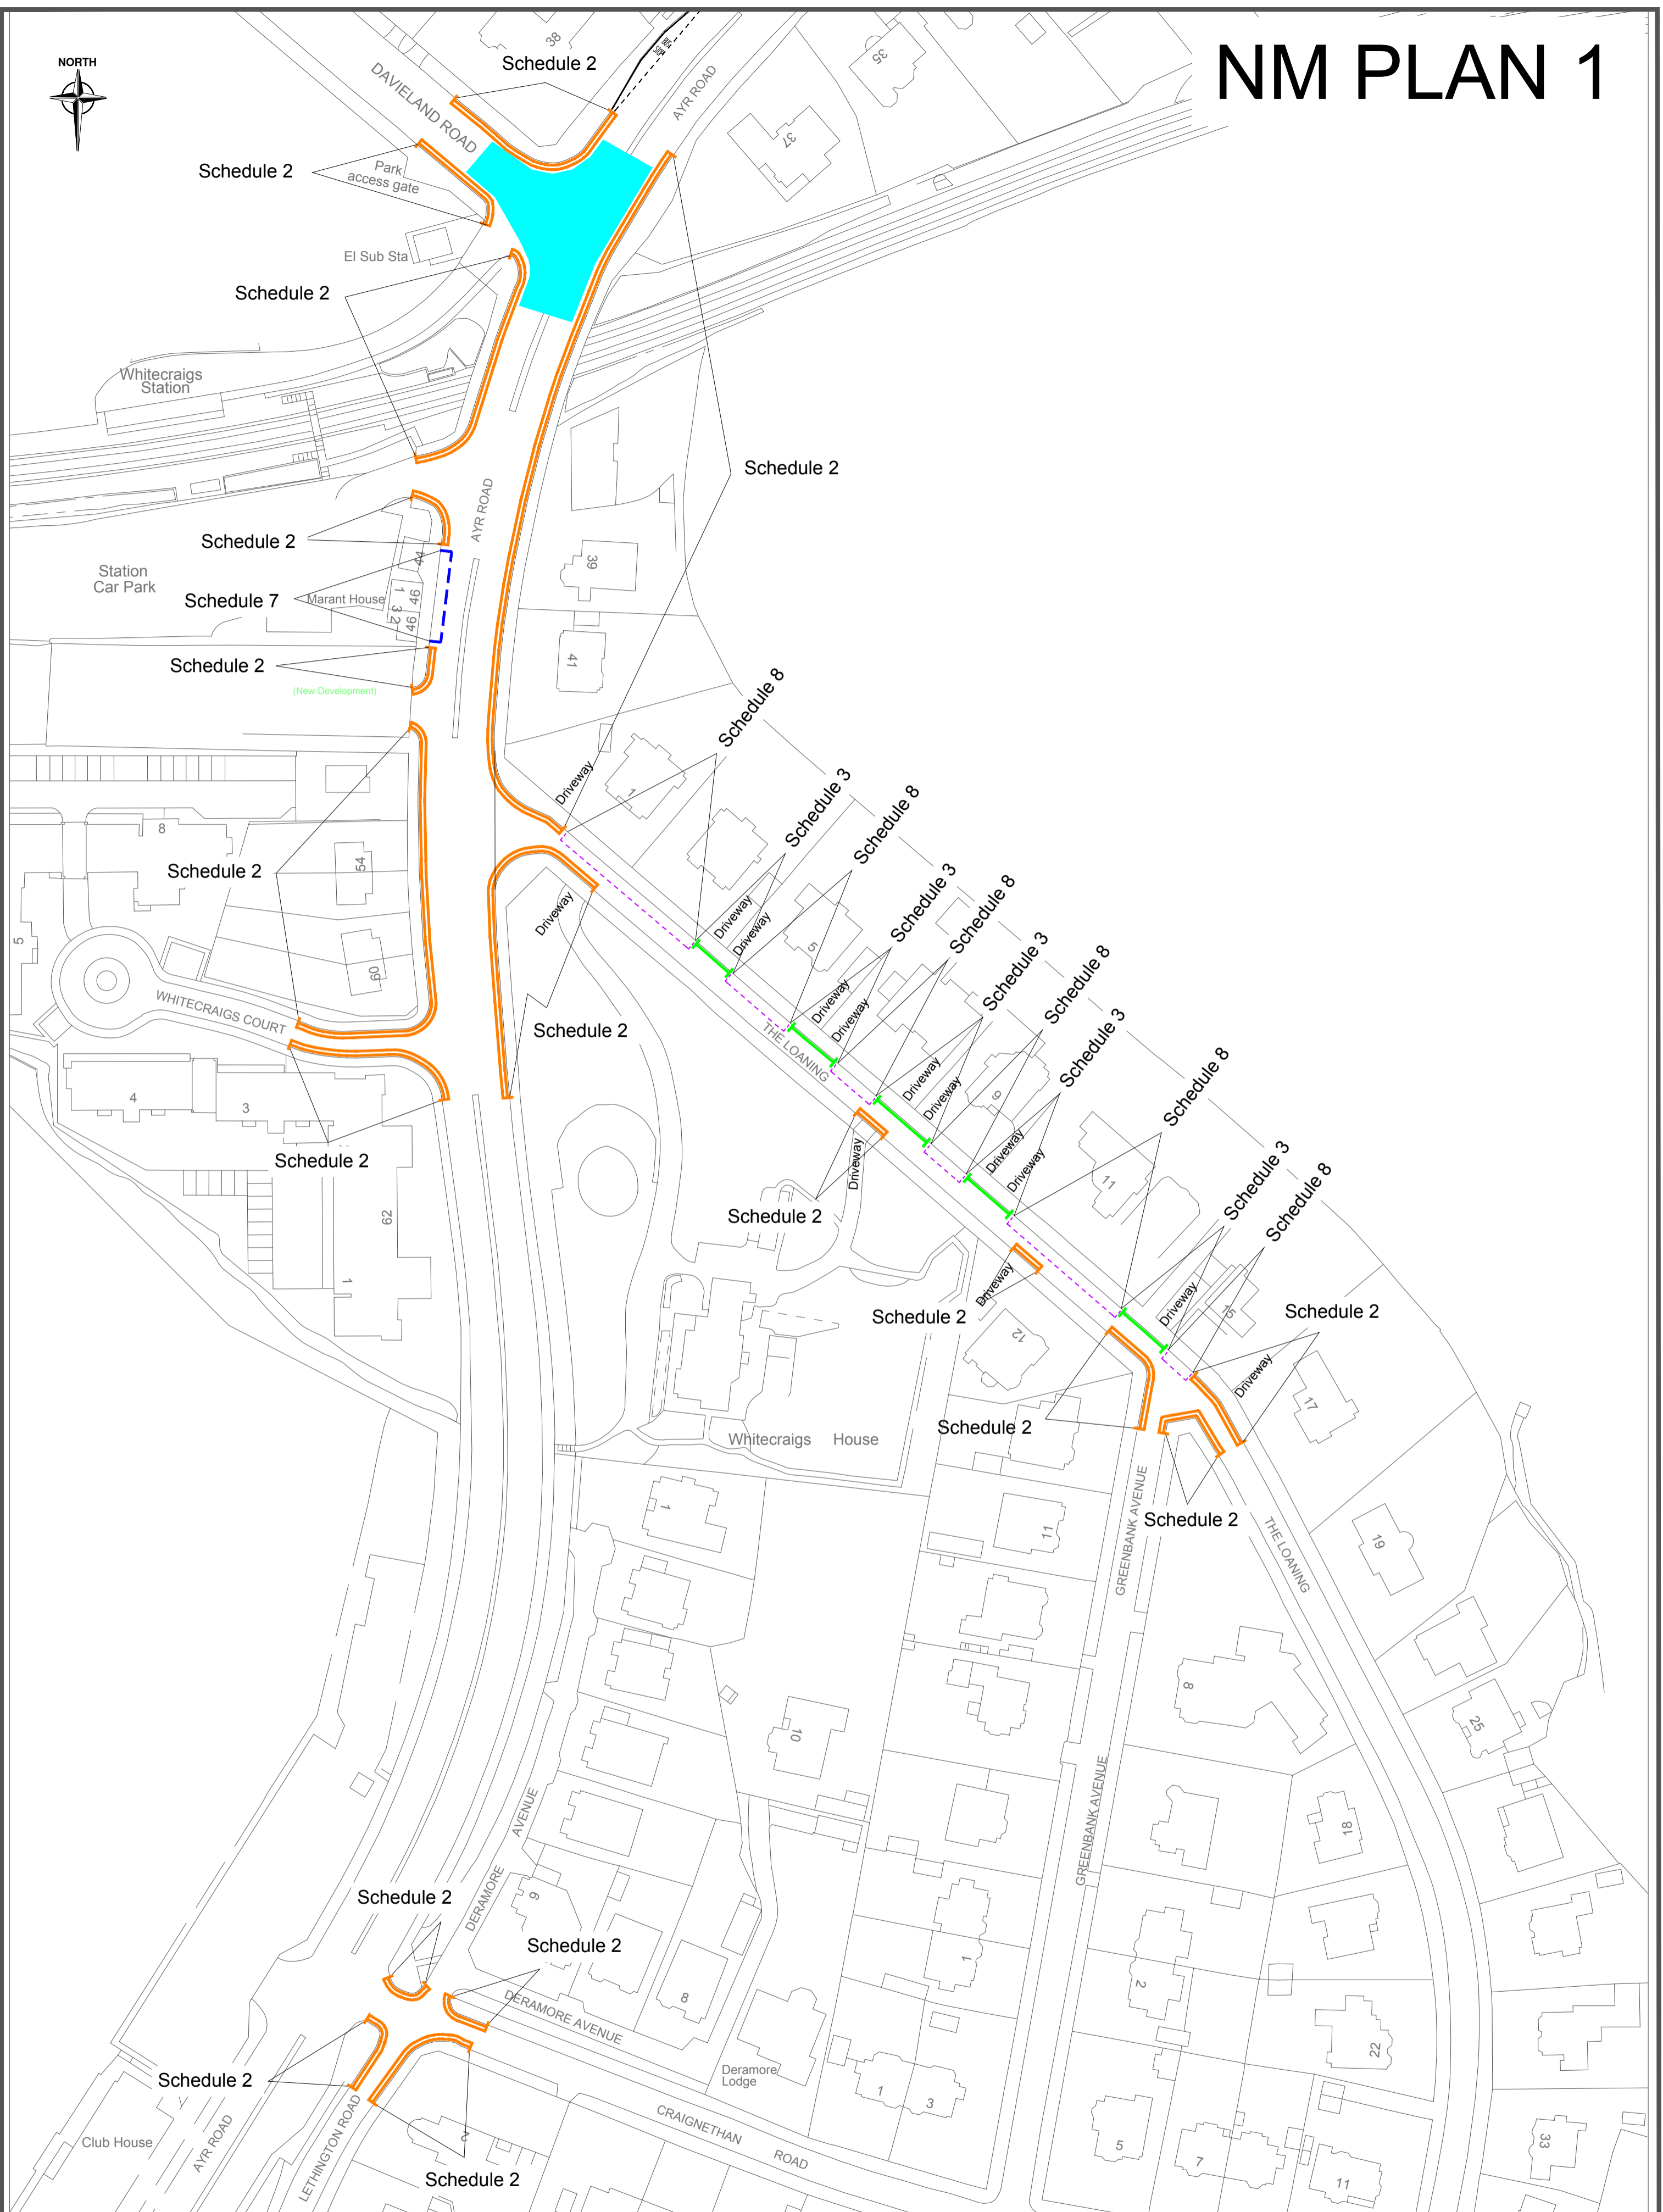 NM PLAN 1
NORTH
38
Schedule 2
35
DAVIELAND ROAD
AYR ROAD
37
Schedule 2
Park
access gate
El Sub Sta
Schedule 2
Whitecraigs
Station
Schedule 2
AYR ROAD
Schedule 2
44
39
Station
Car Park
Schedule 7
Marant House
1
46
3
2
46
Schedule 2
41
(New Development)
Schedule 8
Driveway
1
Schedule 3
Schedule 8
8
54
Schedule 2
Driveway
Driveway
Driveway
5
Schedule 3
Schedule 8
5
60
WHITECRAIGS COURT
Schedule 2
THE LOANING
Driveway
Driveway
Schedule 3
Schedule 8
4
3
Driveway
Driveway
9
Schedule 3
Schedule 2
62
1
Driveway
Schedule 2
Driveway
Driveway
11
Schedule 8
Schedule 3
Schedule 8
Driveway
Schedule 2
12
Driveway
15
Schedule 2
Driveway
17
Schedule 2
Whitecraigs House
Schedule 2
1
11
GREENBANK AVENUE
THE LOANING
19
8
25
10
AVENUE
GREENBANK AVENUE
18
Schedule 2
DERAMORE
9
Schedule 2
1
2
8
DERAMORE AVENUE
22
Schedule 2
Deramore
Lodge
1
3
CRAIGNETHAN
ROAD
Club House
AYR ROAD
LETHINGTON ROAD
2
Schedule 2
5
7
11
33